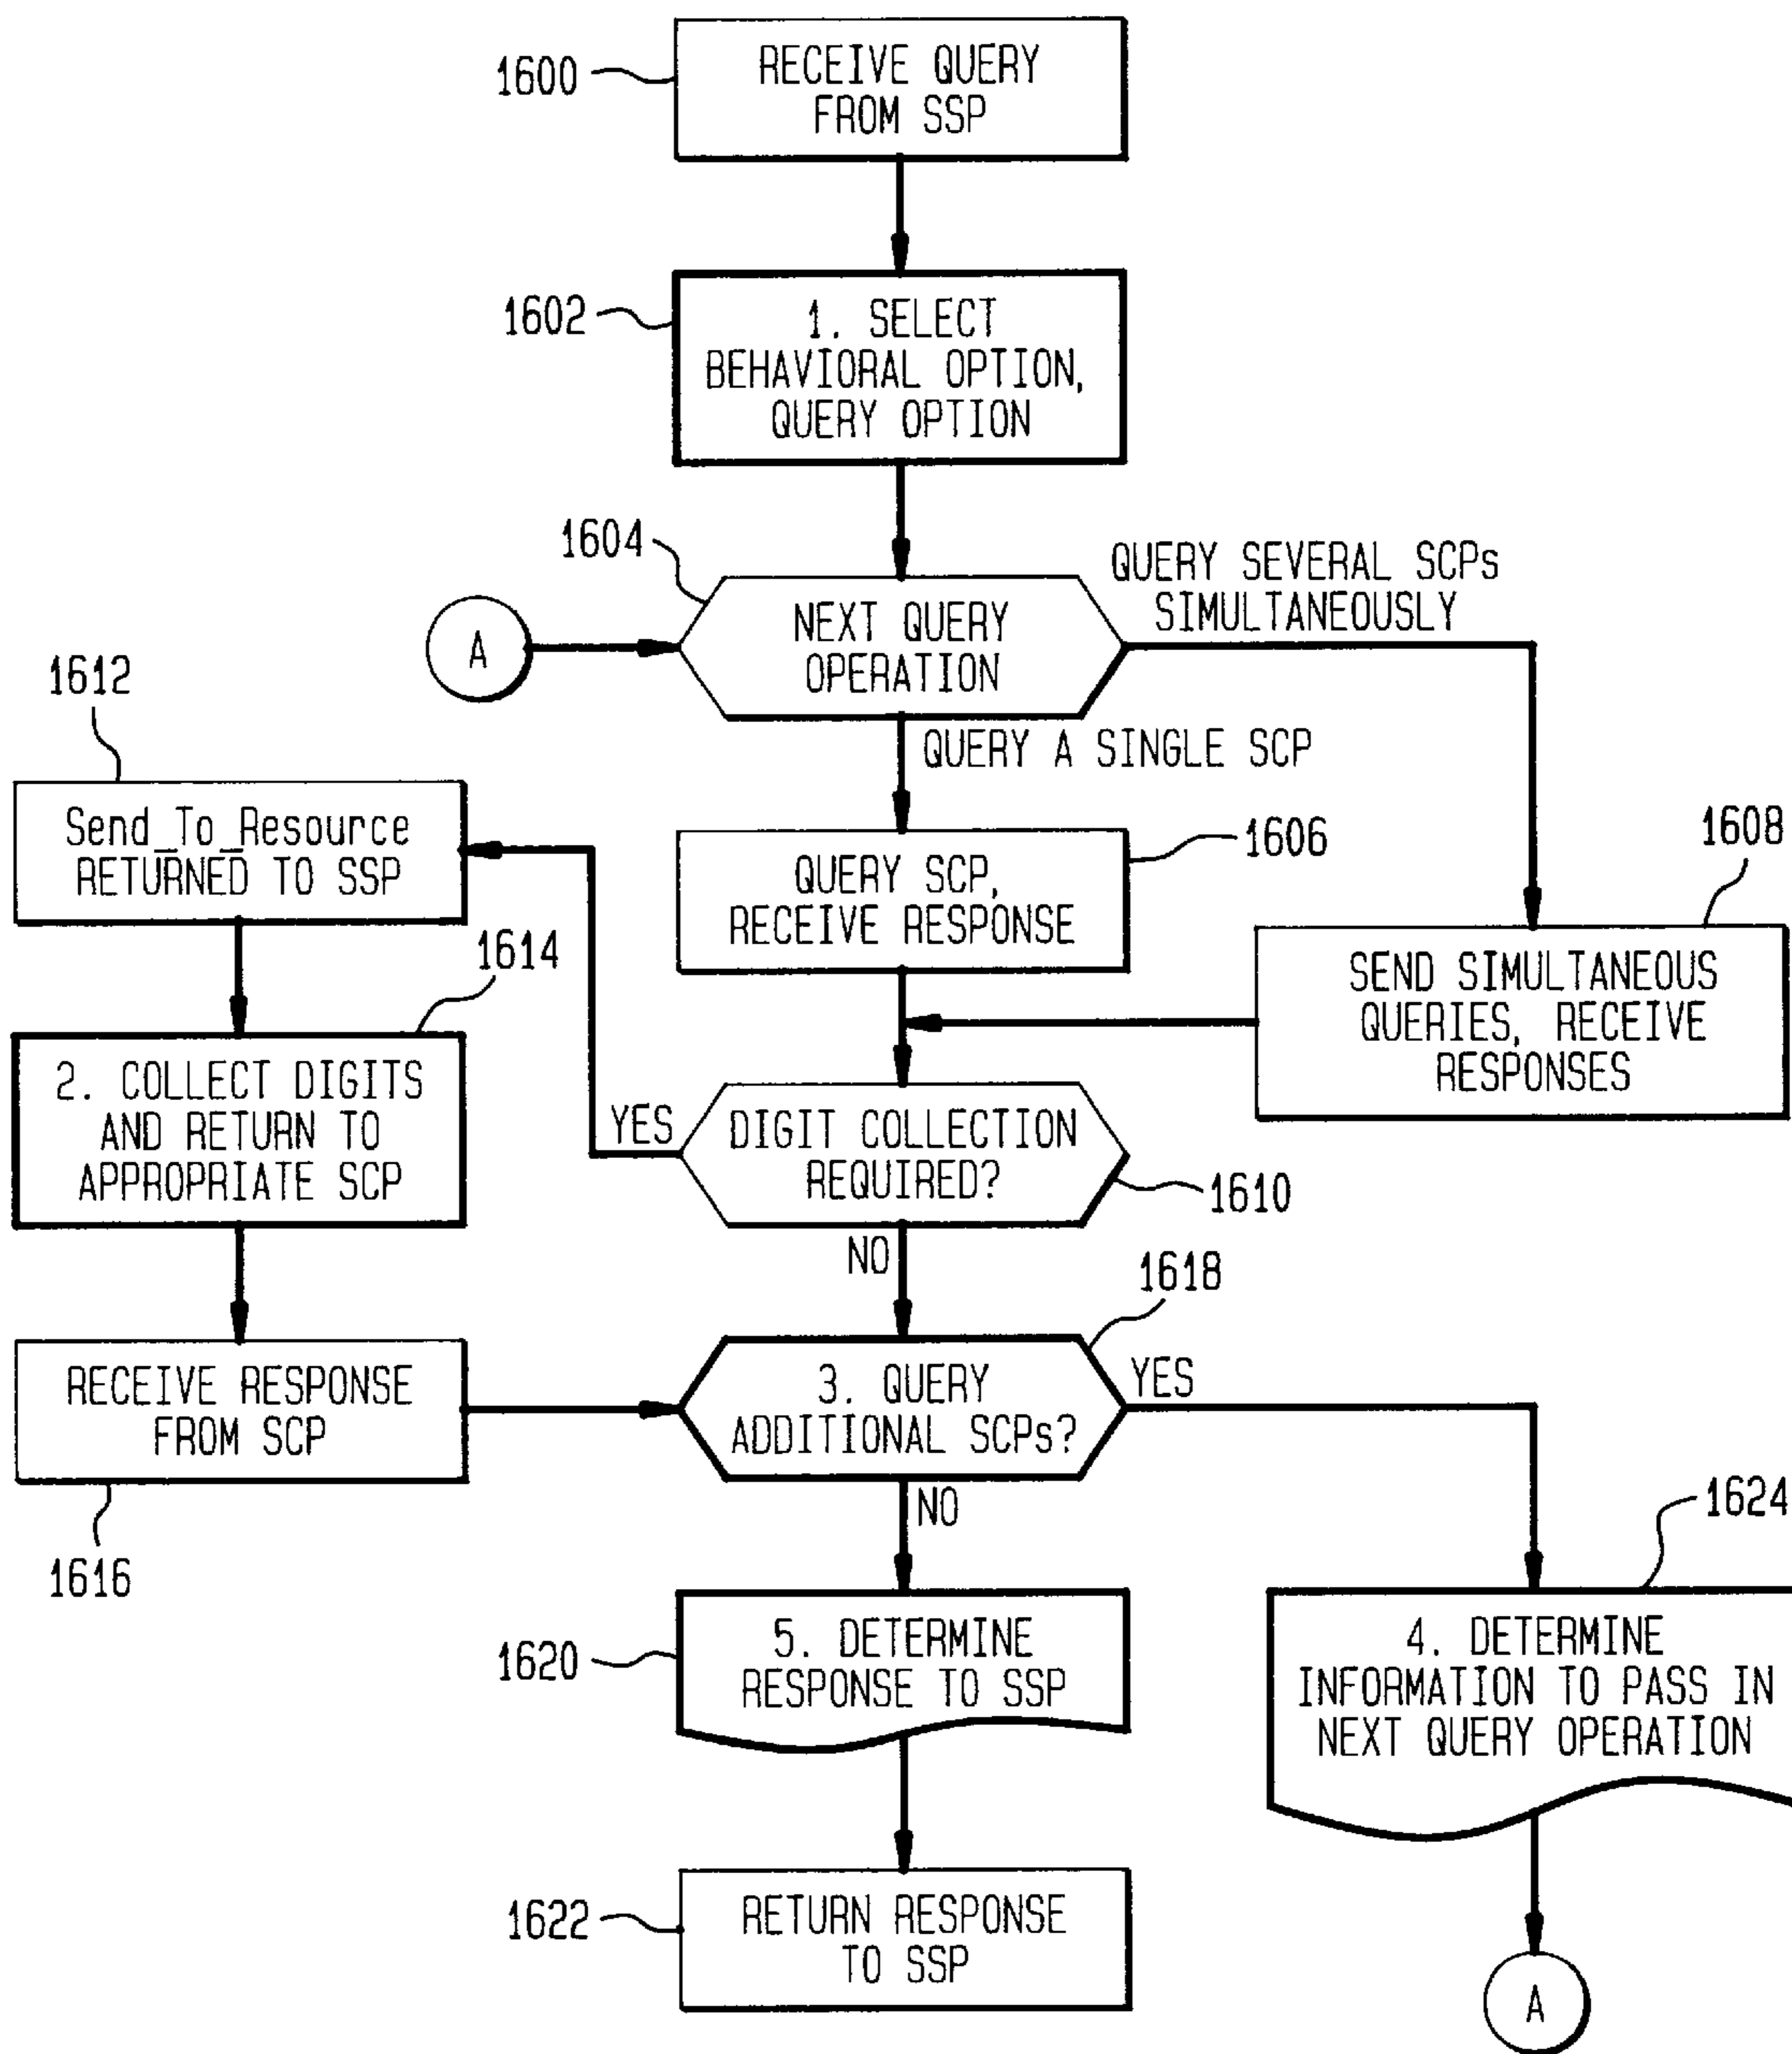 1600
RECEIVE QUERY
FROM SSP
1602
1. SELECT
BEHAVIORAL OPTION,
QUERY OPTION
1604
QUERY SEVERAL SCPs
SIMULTANEOUSLY
A
NEXT QUERY
OPERATION
1612
QUERY A SINGLE SCP
Send_To_Resource
RETURNED TO SSP
1606
QUERY SCP,
RECEIVE RESPONSE
1608
SEND SIMULTANEOUS
QUERIES, RECEIVE
RESPONSES
1614
2. COLLECT DIGITS
AND RETURN TO
APPROPRIATE SCP
YES
DIGIT COLLECTION
REQUIRED?
1610
NO
1618
RECEIVE RESPONSE
FROM SCP
3. QUERY
ADDITIONAL SCPs?
YES
1616
NO
1624
1620
5. DETERMINE
RESPONSE TO SSP
4. DETERMINE
INFORMATION TO PASS IN
NEXT QUERY OPERATION
1622
RETURN RESPONSE
TO SSP
A